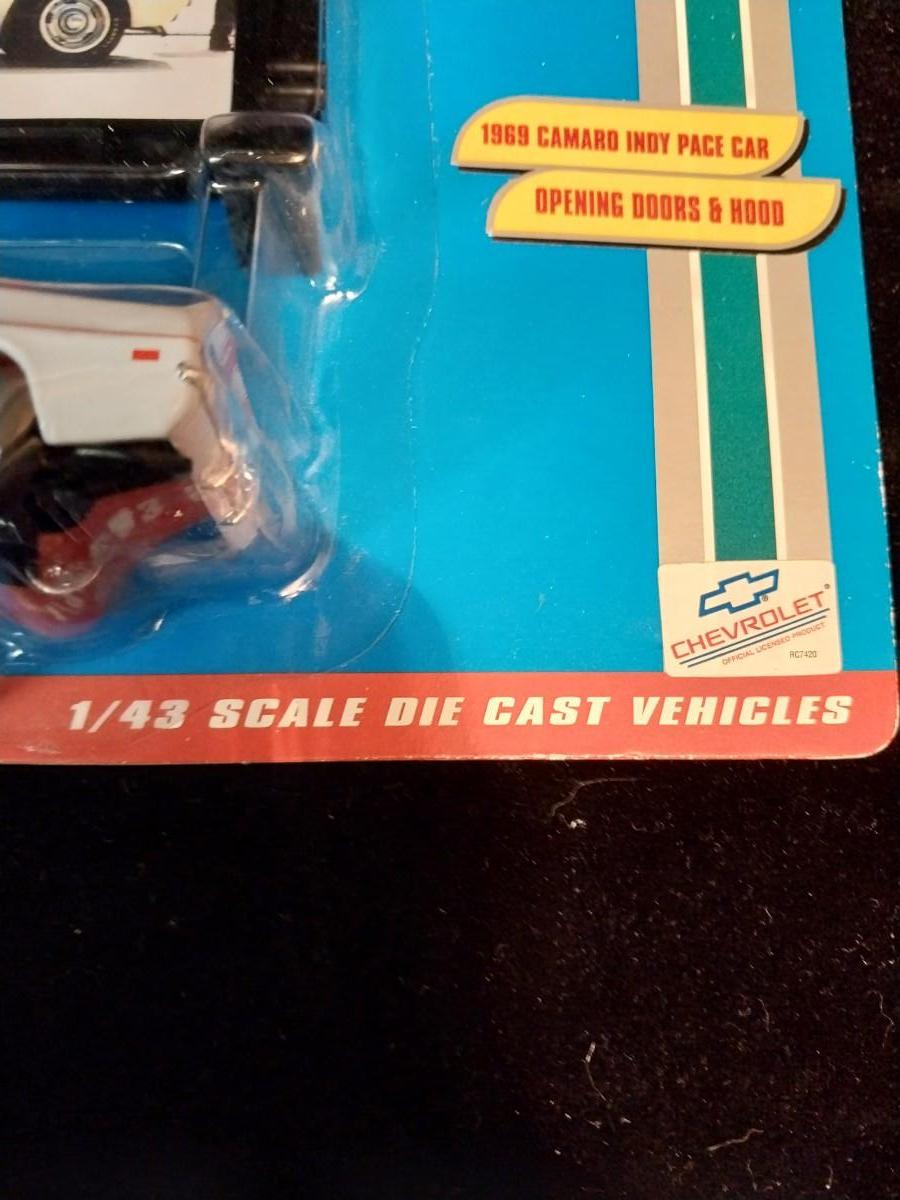 1969 CAMARO INDY PACE CAR
OPENING DOORS & HOOD
CHEVROLET®
OFFICIAL LICENSED PRODUCT
RC7420
1/43 SCALE DIE CAST VEHICLES